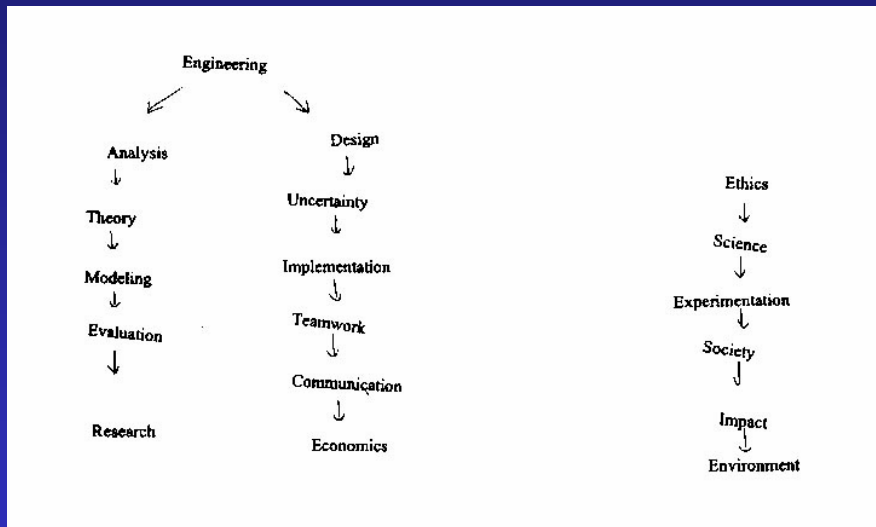 Engineering
Analysis
Theory
Modeling
Evaluation
Research
Design
Uncertainty
Implementation
Teamwork
Communication
Economics
Ethics
Science
Experimentation
Society
Impact
Environment